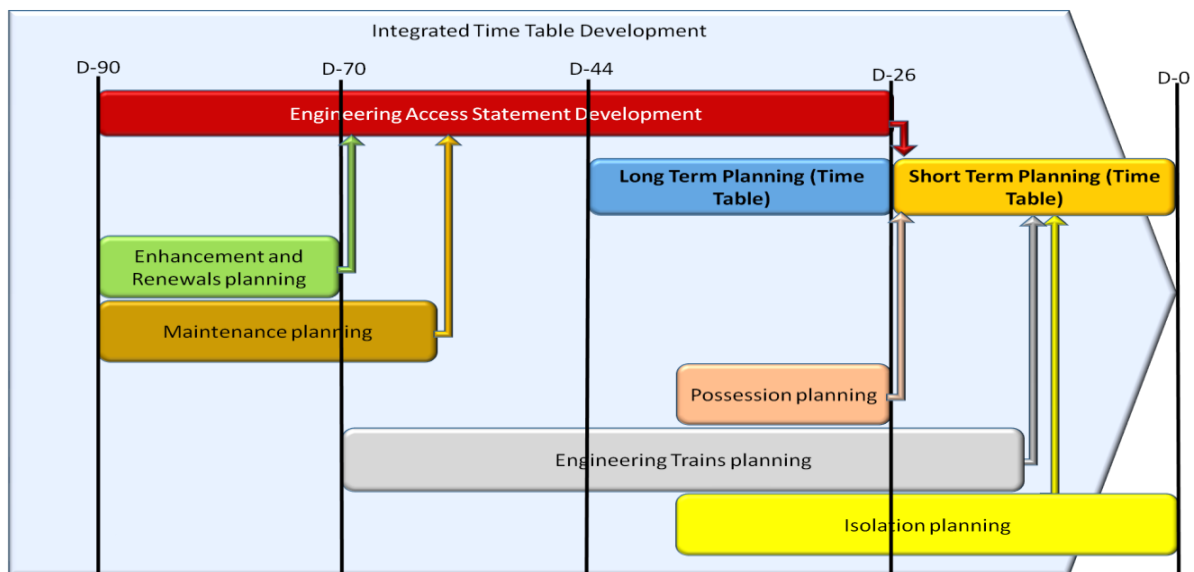 Integrated Time Table Development
D-90
D-70
D-44
D-26
D-0
Engineering Access Statement Development
Long Term Planning (Time
Table)
Short Term Planning (Time
Table)
Enhancement and
Renewals planning
Maintenance planning
Possession planning
Engineering Trains planning
Isolation planning